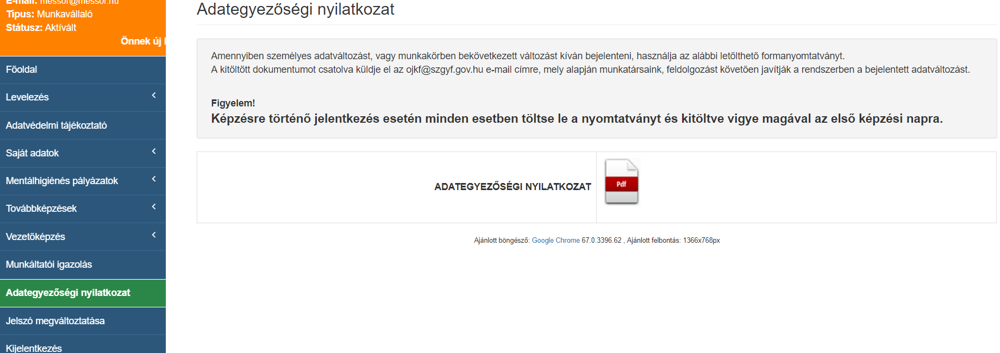 E-mail: messor@messor.hu
Típus: Munkavállaló
Státusz: Aktívált
Önnek új
Főoldal
Levelezés
Adatvédelmi tájékoztató
Saját adatok
Mentálhigiénés pályázatok
Továbbképzések
Vezetőképzés
Munkáltatói igazolás
Adategyezőségi nyilatkozat
Jelszó megváltoztatása
Kijelentkezés
Adategyezőségi nyilatkozat
Amennyiben személyes adatváltozást, vagy munkakörben bekövetkezett változást kíván bejelenteni, használja az alábbi letölthető formanyomtatványt.
A kitöltött dokumentumot csatolva küldje el az ojkf@szgyf.gov.hu e-mail címre, mely alapján munkatársaink, feldolgozást követően javítják a rendszerben a bejelentett adatváltozást.
Figyelem!
Képzésre történő jelentkezés esetén minden esetben töltse le a nyomtatványt és kitöltve vigye magával az első képzési napra.
ADATEGYEZŐSÉGI NYILATKOZAT
Pdf
Ajánlott böngésző: Google Chrome 67.0.3396.62 , Ajánlott felbontás: 1366x768px